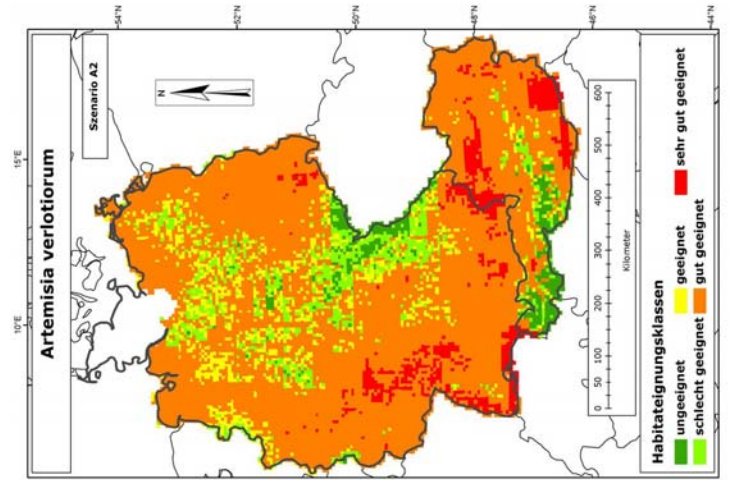 Artemisia verlotiorum
Szenario A2
N
10°E
15°E
54°N
52°N
50°N
48°N
46°N
44°N
0 50 100 200 300 400 500 600
Kilometer
Habitateignungsklassen
ungeeignet
geeignet
sehr gut geeignet
schlecht geeignet
gut geeignet